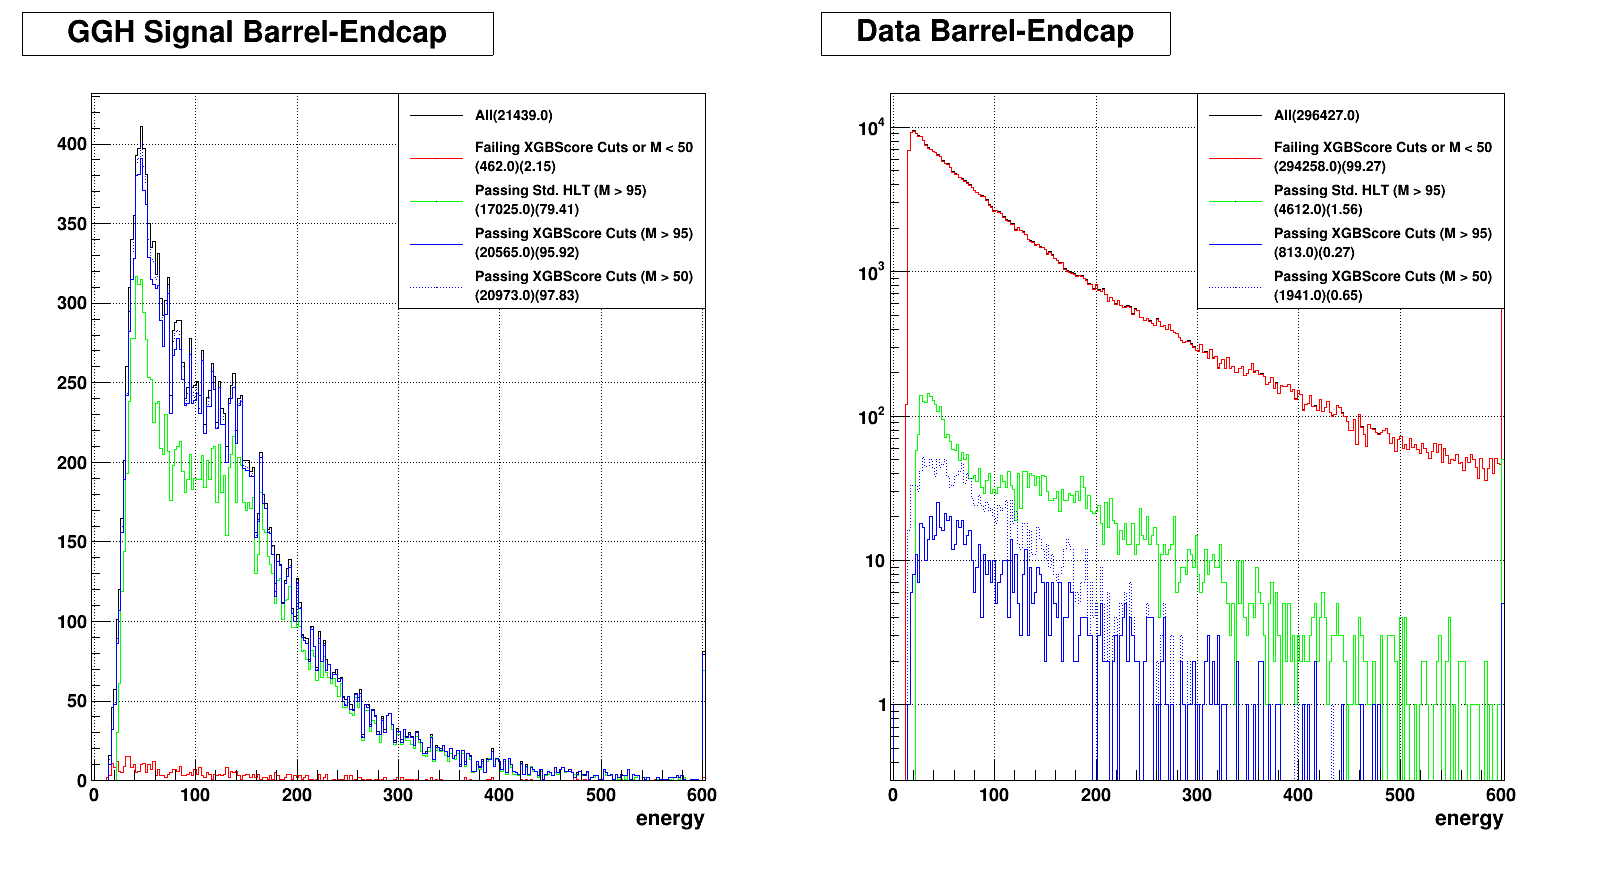 GGH Signal Barrel-Endcap
All(21439.0)
Failing XGBScore Cuts or M < 50
(462.0)(2.15)
Passing Std. HLT (M > 95)
(17025.0)(79.41)
Passing XGBScore Cuts (M > 95)
(20565.0)(95.92)
Passing XGBScore Cuts (M > 50)
(20973.0)(97.83)
400
350
300
250
200
150
100
50
0
0 100 200 300 400 500 600
energy
Data Barrel-Endcap
All(296427.0)
Failing XGBScore Cuts or M < 50
(294258.0)(99.27)
Passing Std. HLT (M > 95)
(4612.0)(1.56)
Passing XGBScore Cuts (M > 95)
(813.0)(0.27)
Passing XGBScore Cuts (M > 50)
(1941.0)(0.65)
10^4
10^3
10^2
10
1
0 100 200 300 400 500 600
energy